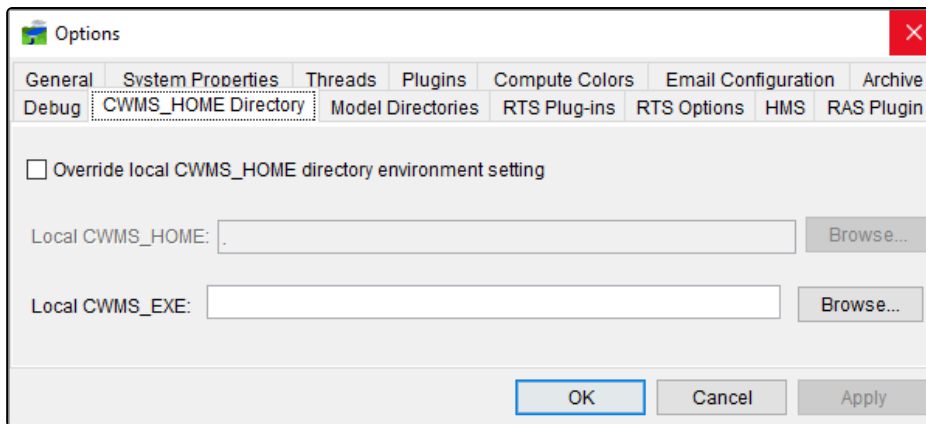 Options
General System Properties Threads Plugins Compute Colors Email Configuration Archive
Debug CWMS_HOME Directory Model Directories RTS Plug-ins RTS Options HMS RAS Plugin
Override local CWMS_HOME directory environment setting
Local CWMS_HOME: . Browse...
Local CWMS_EXE: Browse...
OK Cancel Apply